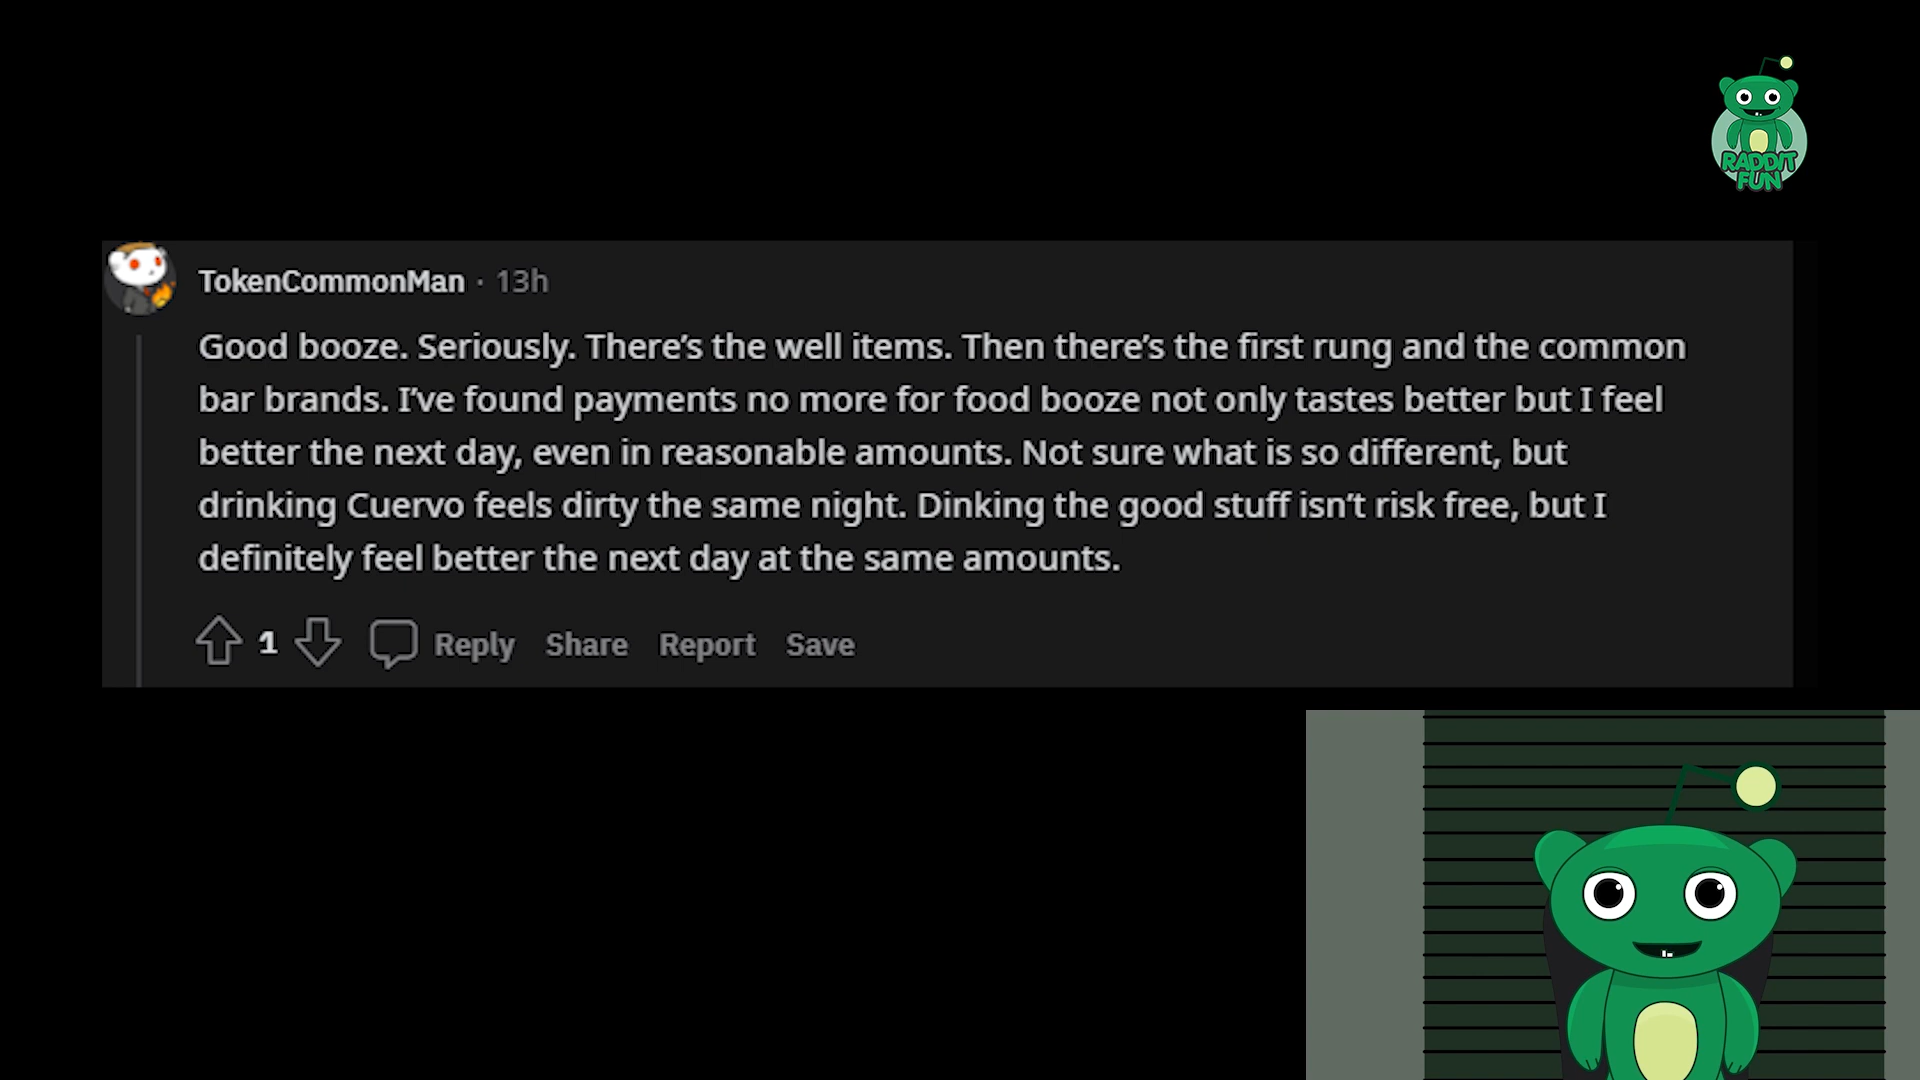 RADDIT
FUN
TokenCommonMan · 13h
Good booze. Seriously. There’s the well items. Then there’s the first rung and the common
bar brands. I’ve found payments no more for food booze not only tastes better but I feel
better the next day, even in reasonable amounts. Not sure what is so different, but
drinking Cuervo feels dirty the same night. Dinking the good stuff isn’t risk free, but I
definitely feel better the next day at the same amounts.
1 Reply Share Report Save